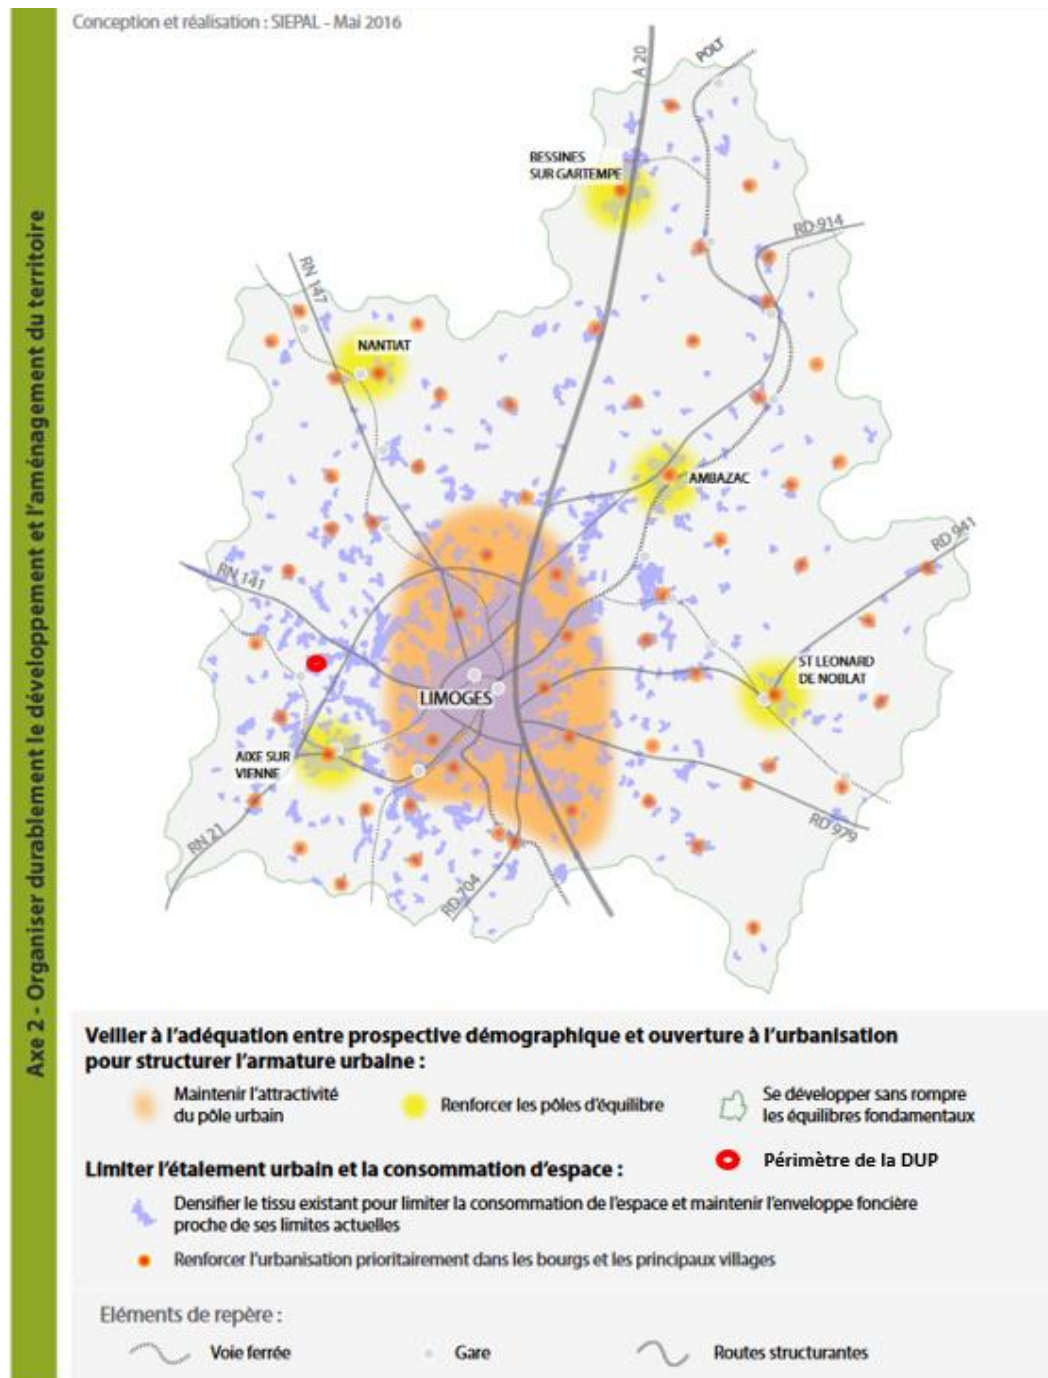 Conception et réalisation : SIEPAL - Mai 2016
Axe 2 - Organiser durablement le développement et l'aménagement du territoire
A 20
POLT
BESSINES
SUR GARTEMPE
RD 914
RN 147
NANTIAT
AMBAZAC
RD 941
RN 141
ST LEONARD
DE NOBLAT
LIMOGES
AIXE SUR
VIENNE
RN 21
RD 979
RD 704
Veiller à l'adéquation entre prospective démographique et ouverture à l'urbanisation
pour structurer l'armature urbaine :
Maintenir l'attractivité
du pôle urbain
Renforcer les pôles d'équilibre
Se développer sans rompre
les équilibres fondamentaux
Limiter l'étalement urbain et la consommation d'espace :
Périmètre de la DUP
Densifier le tissu existant pour limiter la consommation de l'espace et maintenir l'enveloppe foncière
proche de ses limites actuelles
Renforcer l'urbanisation prioritairement dans les bourgs et les principaux villages
Eléments de repère :
Voie ferrée
Gare
Routes structurantes